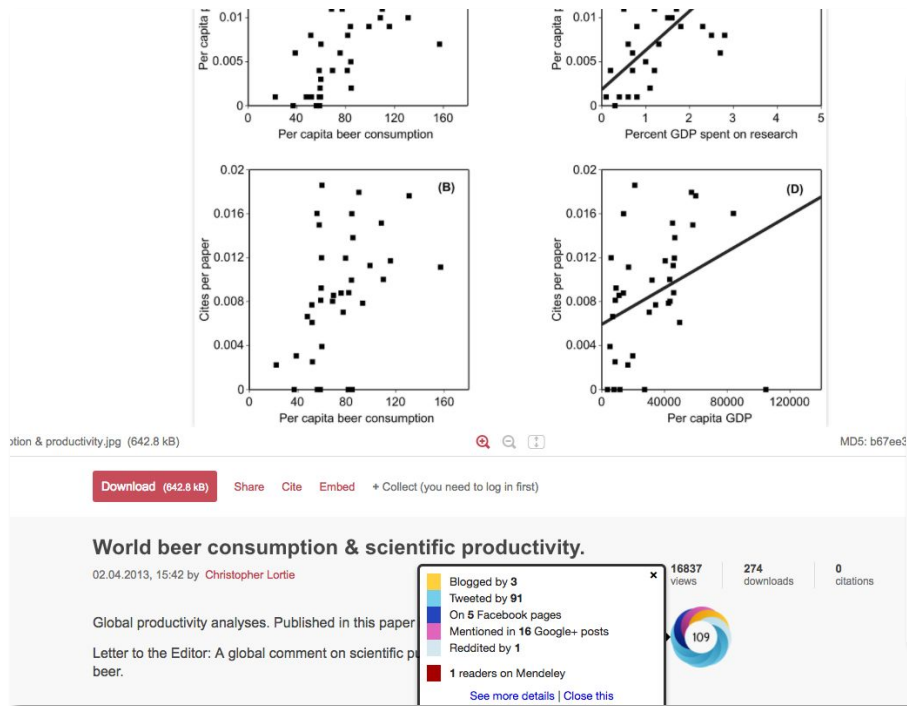 0.01
0.005
0
Per capita p
0 40 80 120 160
Per capita beer consumption
0.01
0.005
0
Per capita
0 1 2 3 4 5
Percent GDP spent on research
(B)
0.02
0.016
0.012
0.008
0.004
0
Cites per paper
0 40 80 120 160
Per capita beer consumption
(D)
0.02
0.016
0.012
0.008
0.004
0
Cites per paper
0 40000 80000 120000
Per capita GDP
otion & productivity.jpg (642.8 kB)
MD5: b67ee3
Download (642.8 kB) Share Cite Embed + Collect (you need to log in first)
World beer consumption & scientific productivity.
02.04.2013, 15:42 by Christopher Lortie
16837 views
274 downloads
0 citations
Global productivity analyses. Published in this paper
Letter to the Editor: A global comment on scientific pu
beer.
×
Blogged by 3
Tweeted by 91
On 5 Facebook pages
Mentioned in 16 Google+ posts
Reddited by 1
1 readers on Mendeley
See more details | Close this
109